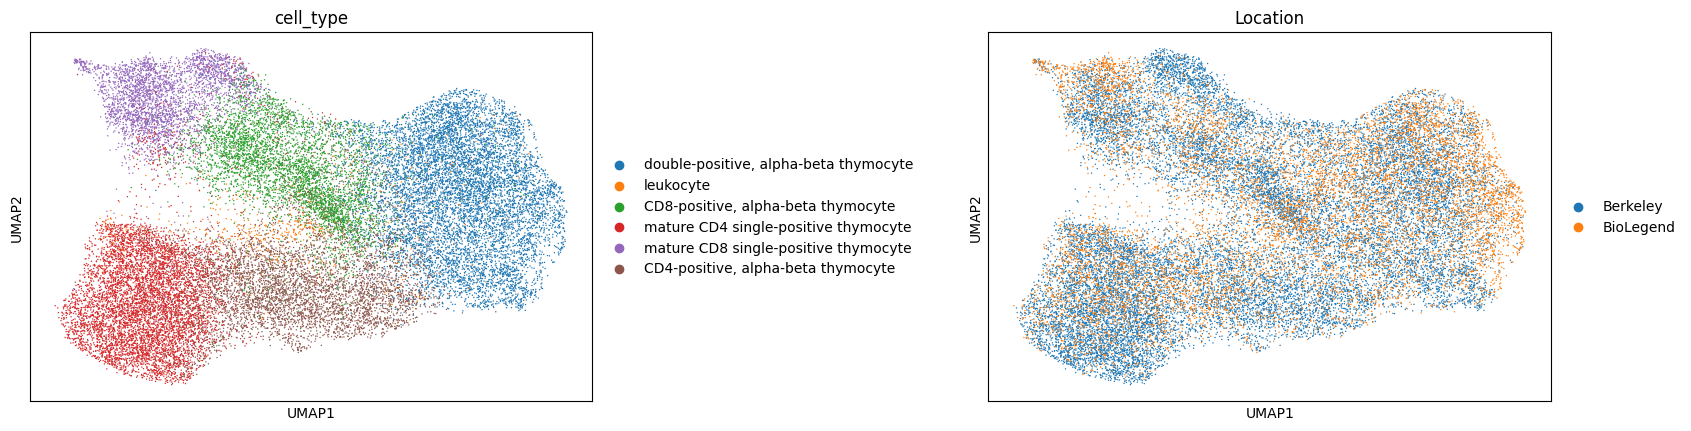 cell_type
UMAP2
UMAP1
double-positive, alpha-beta thymocyte
leukocyte
CD8-positive, alpha-beta thymocyte
mature CD4 single-positive thymocyte
mature CD8 single-positive thymocyte
CD4-positive, alpha-beta thymocyte
Location
UMAP2
UMAP1
Berkeley
BioLegend